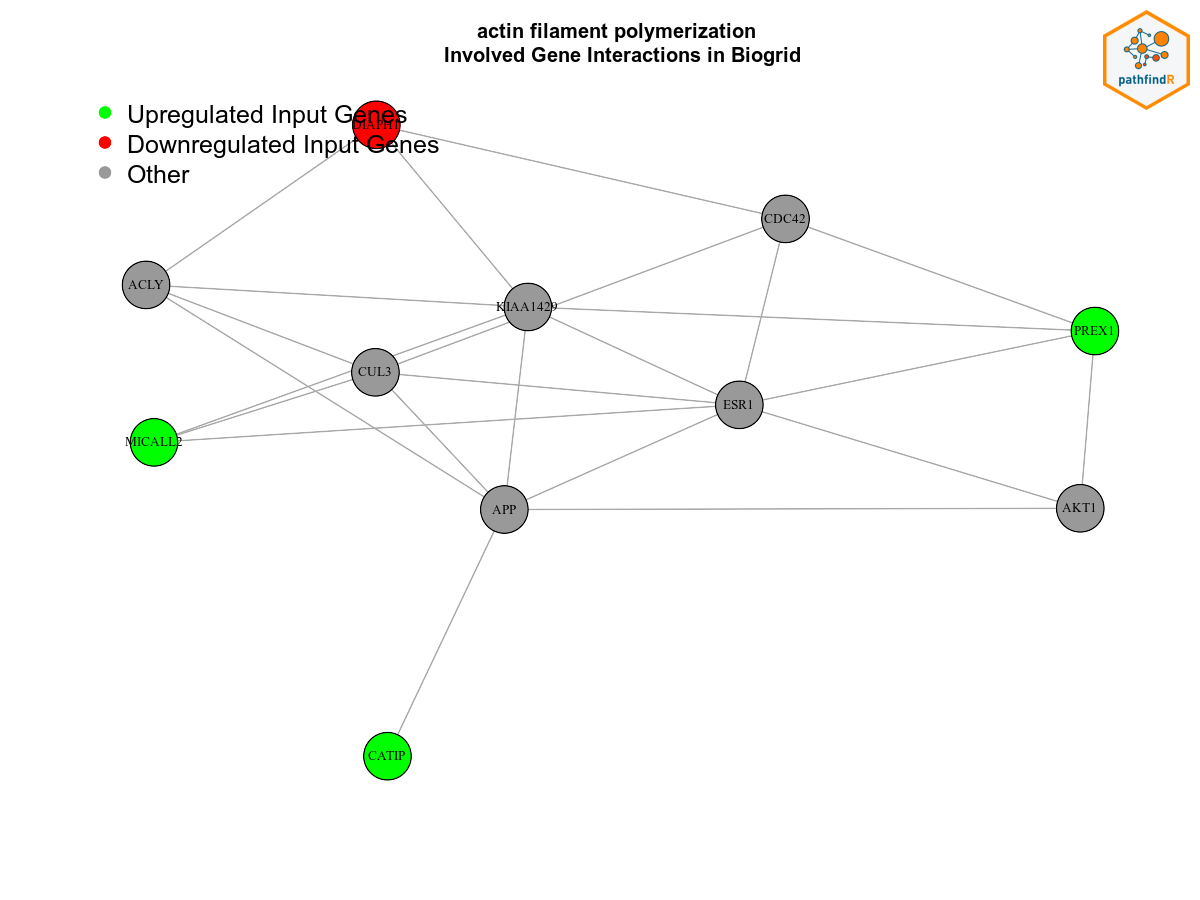 actin filament polymerization
Involved Gene Interactions in Biogrid
pathfindR
Upregulated Input Genes
Downregulated Input Genes
Other
DIAPH1
CDC42
ACLY
KIAA1429
PREX1
CUL3
ESR1
MICALL2
APP
AKT1
CATIP